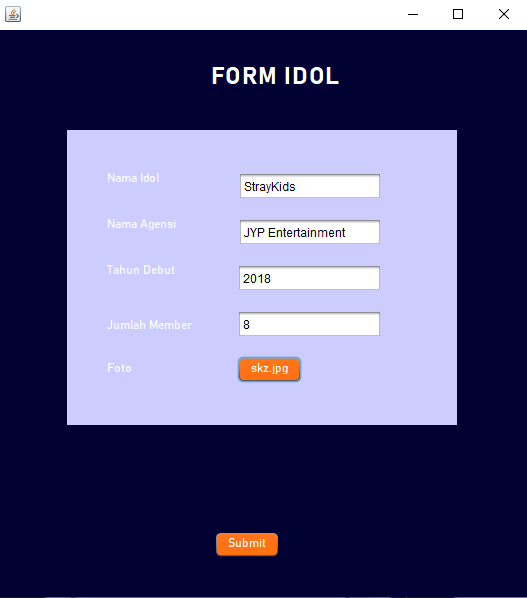 FORM IDOL
Nama Idol
StrayKids
Nama Agensi
JYP Entertainment
Tahun Debut
2018
Jumlah Member
8
Foto
skz.jpg
Submit